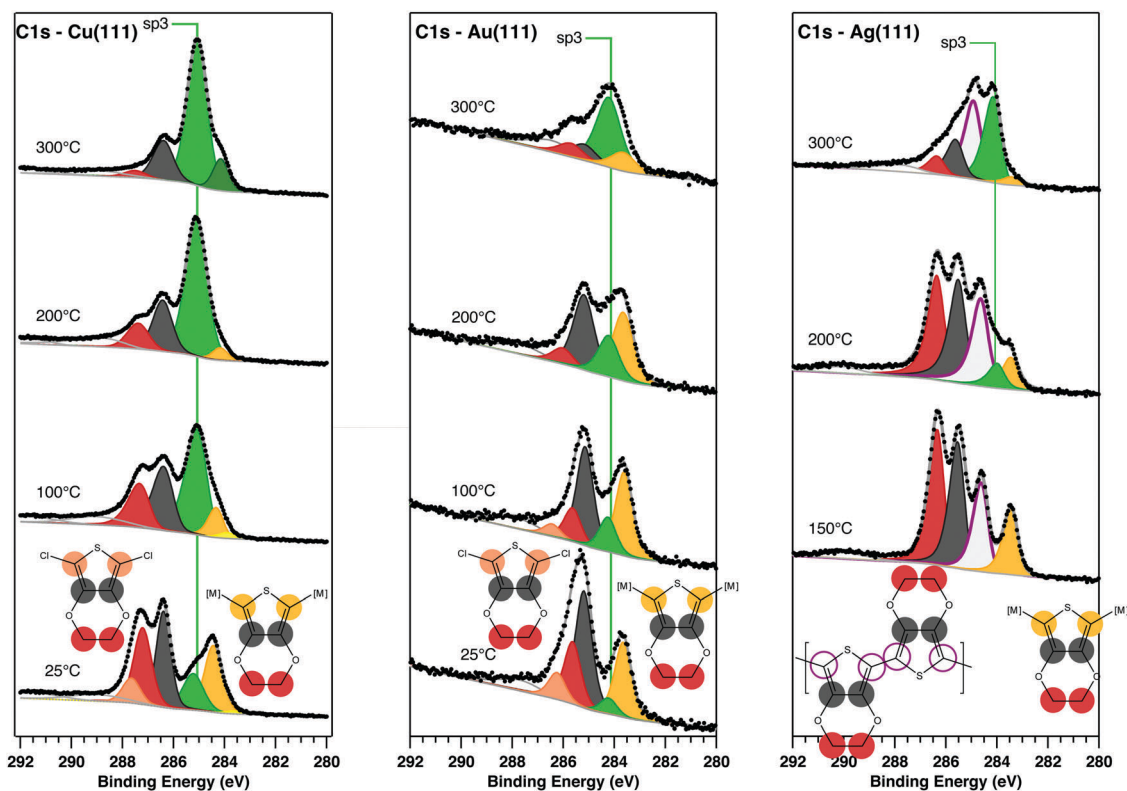 C1s - Cu(111)
sp3
300°C
200°C
100°C
Cl
S
Cl
O
O
[M]
S
[M]
O
O
25°C
292 290 288 286 284 282 280
Binding Energy (eV)
C1s - Au(111)
sp3
300°C
200°C
100°C
Cl
S
Cl
O
O
[M]
S
[M]
O
O
25°C
292 290 288 286 284 282 280
Binding Energy (eV)
C1s - Ag(111)
sp3
300°C
200°C
150°C
O
O
S
S
O
O
[M]
S
[M]
O
O
292 290 288 286 284 282 280
Binding Energy (eV)